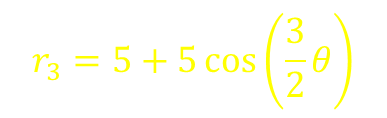 r₃ = 5 + 5 cos(3/2 θ)